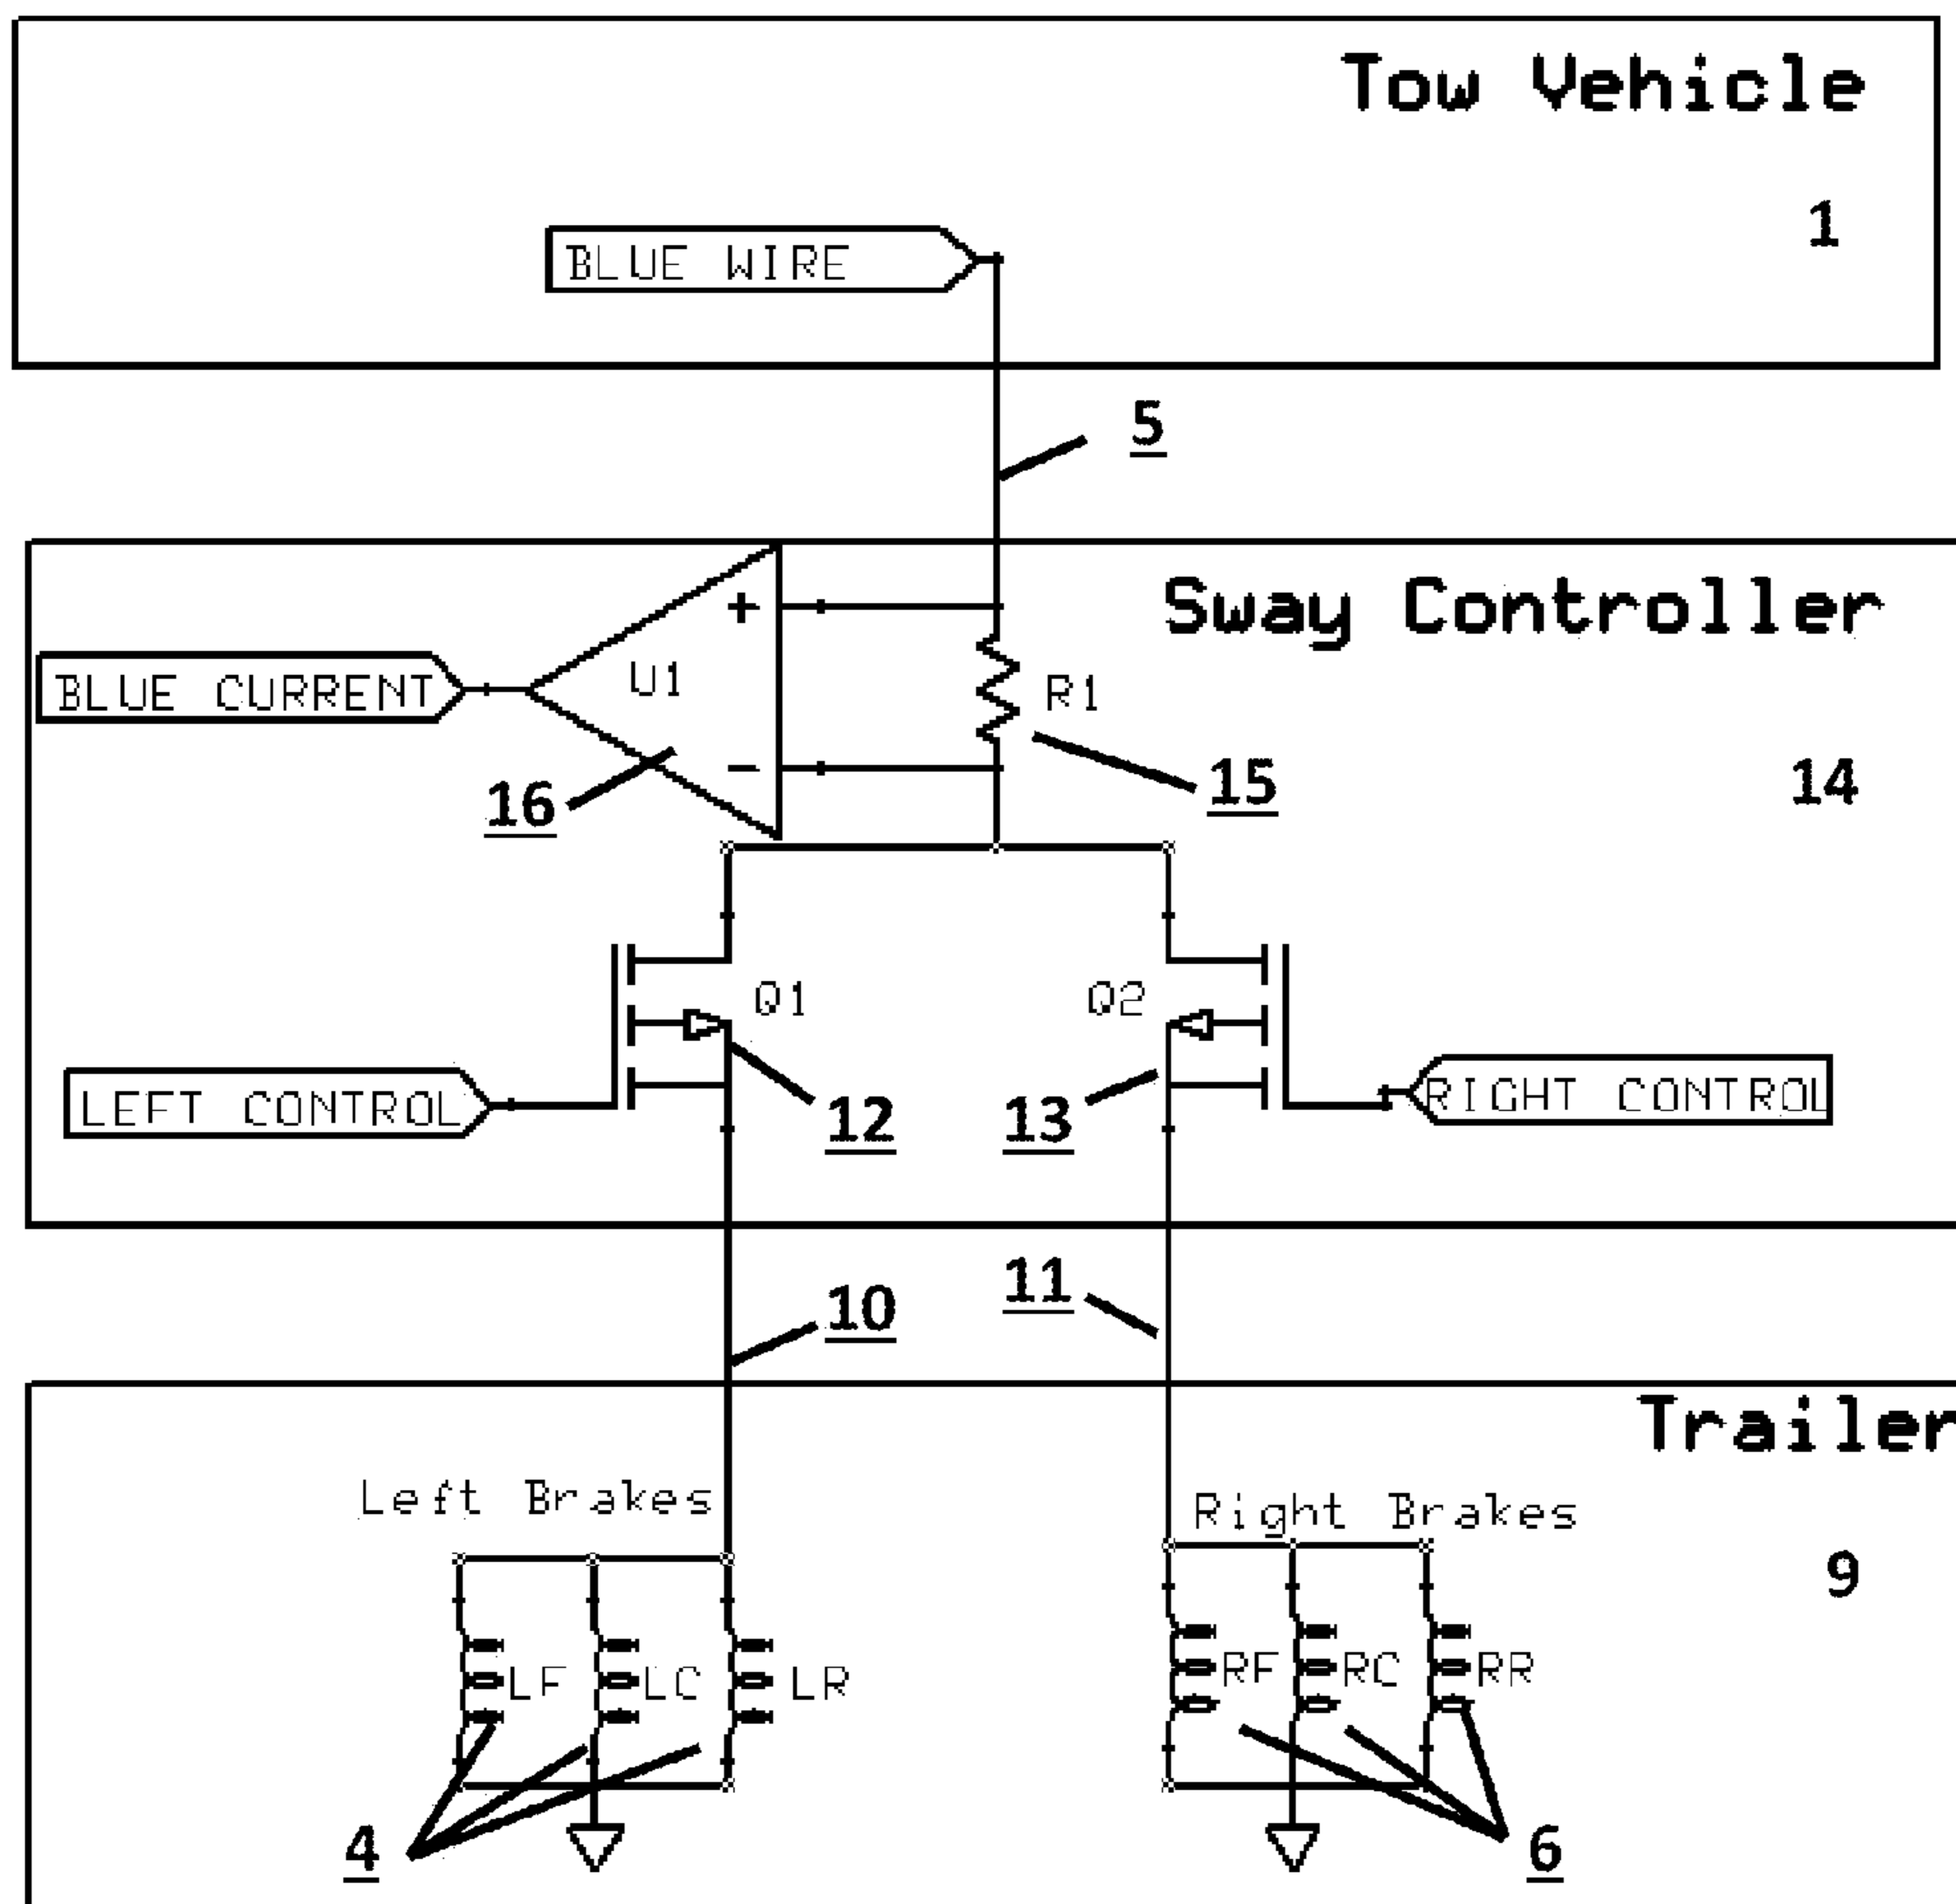 Tow Vehicle
1
BLUE WIRE
5
Sway Controller
+
U1
R1
BLUE CURRENT
-
16
15
14
Q1
Q2
LEFT CONTROL
RIGHT CONTROL
12
13
10
11
Trailer
Left Brakes
Right Brakes
9
LF
LC
LR
RF
RC
RR
4
6